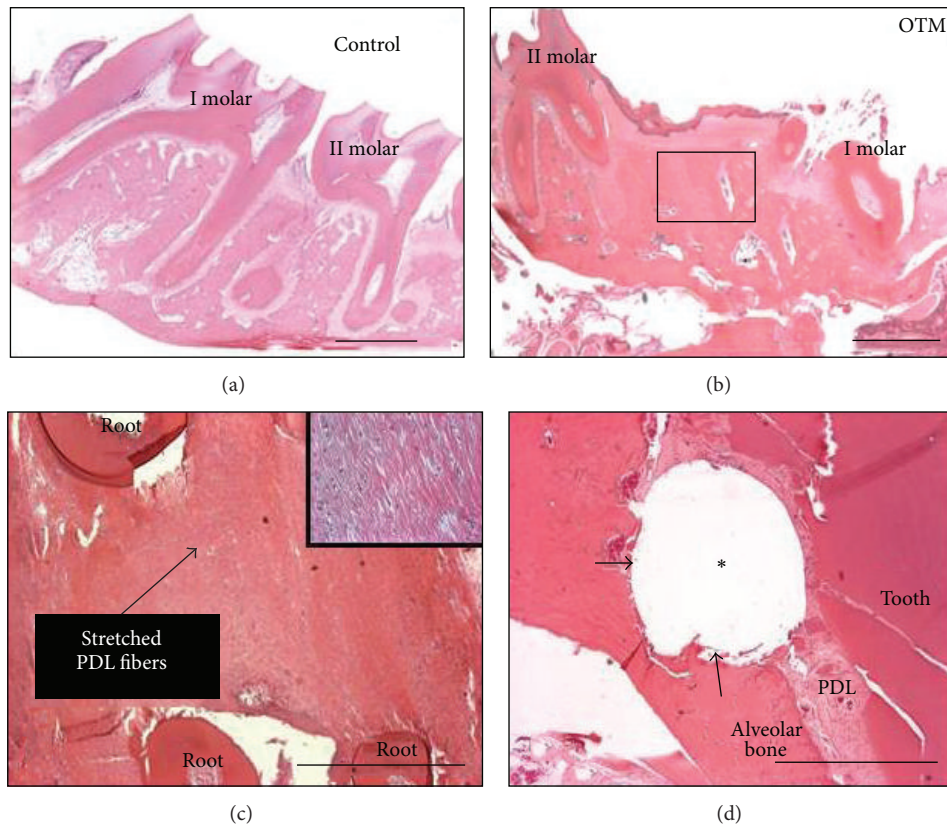 Control
I molar
II molar
(a)
OTM
II molar
I molar
(b)
Root
Stretched
PDL fibers
Root
Root
(c)
*
Tooth
PDL
Alveolar
bone
(d)